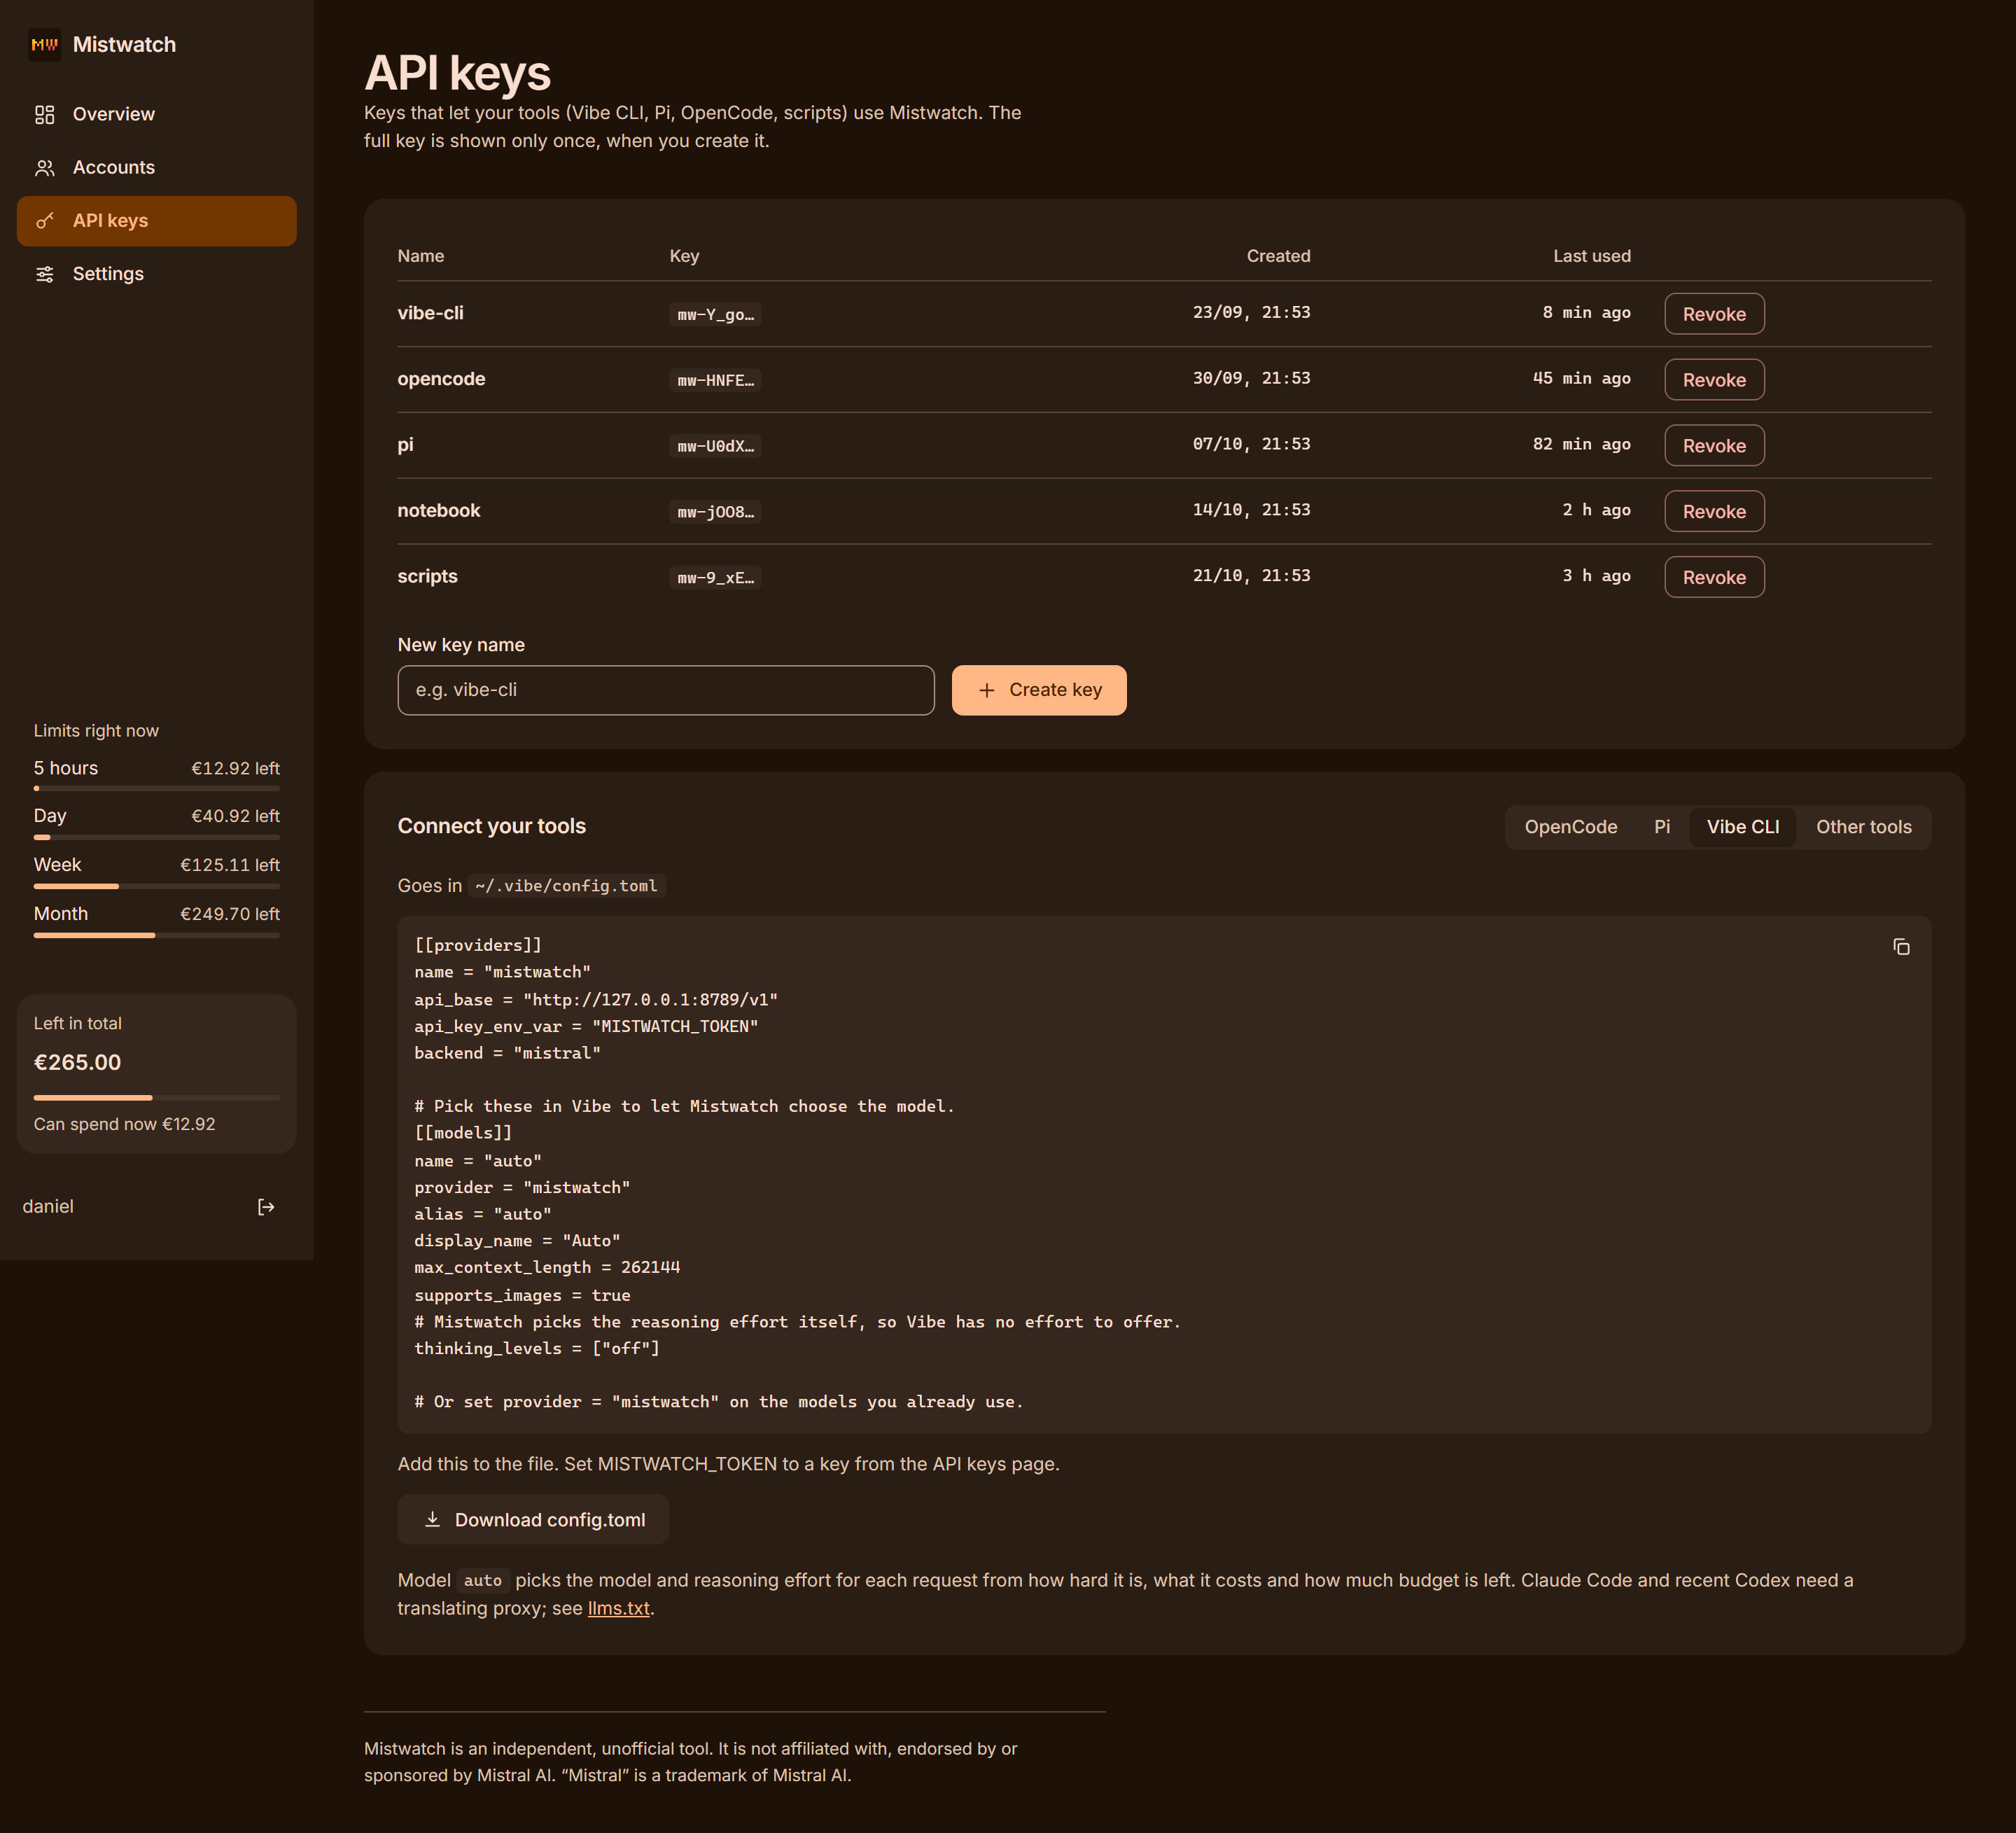 MW Mistwatch
Overview
Accounts
API keys
Settings
Limits right now
5 hours €12.92 left
Day €40.92 left
Week €125.11 left
Month €249.70 left
Left in total
€265.00
Can spend now €12.92
daniel
API keys
Keys that let your tools (Vibe CLI, Pi, OpenCode, scripts) use Mistwatch. The
full key is shown only once, when you create it.
Name Key Created Last used
vibe-cli mw-Y_go… 23/09, 21:53 8 min ago Revoke
opencode mw-HNFE… 30/09, 21:53 45 min ago Revoke
pi mw-U0dX… 07/10, 21:53 82 min ago Revoke
notebook mw-jOO8… 14/10, 21:53 2 h ago Revoke
scripts mw-9_xE… 21/10, 21:53 3 h ago Revoke
New key name
e.g. vibe-cli + Create key
Connect your tools OpenCode Pi Vibe CLI Other tools
Goes in ~/.vibe/config.toml
[[providers]]
name = "mistwatch"
api_base = "http://127.0.0.1:8789/v1"
api_key_env_var = "MISTWATCH_TOKEN"
backend = "mistral"
# Pick these in Vibe to let Mistwatch choose the model.
[[models]]
name = "auto"
provider = "mistwatch"
alias = "auto"
display_name = "Auto"
max_context_length = 262144
supports_images = true
# Mistwatch picks the reasoning effort itself, so Vibe has no effort to offer.
thinking_levels = ["off"]
# Or set provider = "mistwatch" on the models you already use.
Add this to the file. Set MISTWATCH_TOKEN to a key from the API keys page.
Download config.toml
Model auto picks the model and reasoning effort for each request from how hard it is, what it costs and how much budget is left. Claude Code and recent Codex need a
translating proxy; see llms.txt.
Mistwatch is an independent, unofficial tool. It is not affiliated with, endorsed by or
sponsored by Mistral AI. “Mistral” is a trademark of Mistral AI.